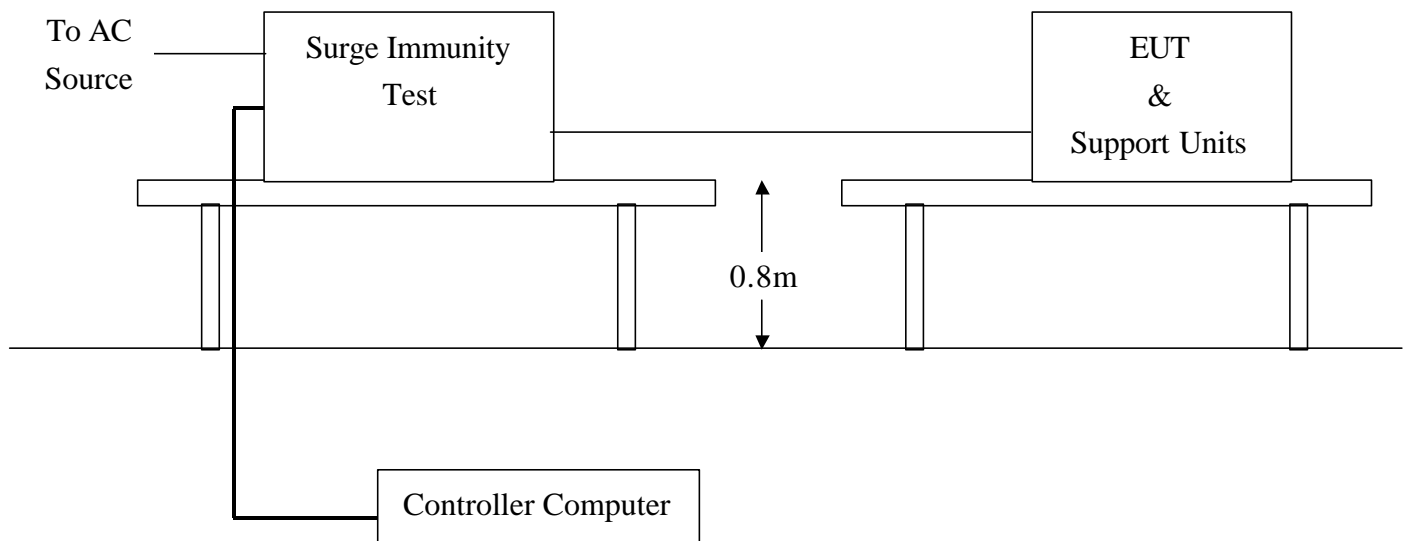 To AC
Source
Surge Immunity
Test
EUT
&
Support Units
0.8m
Controller Computer